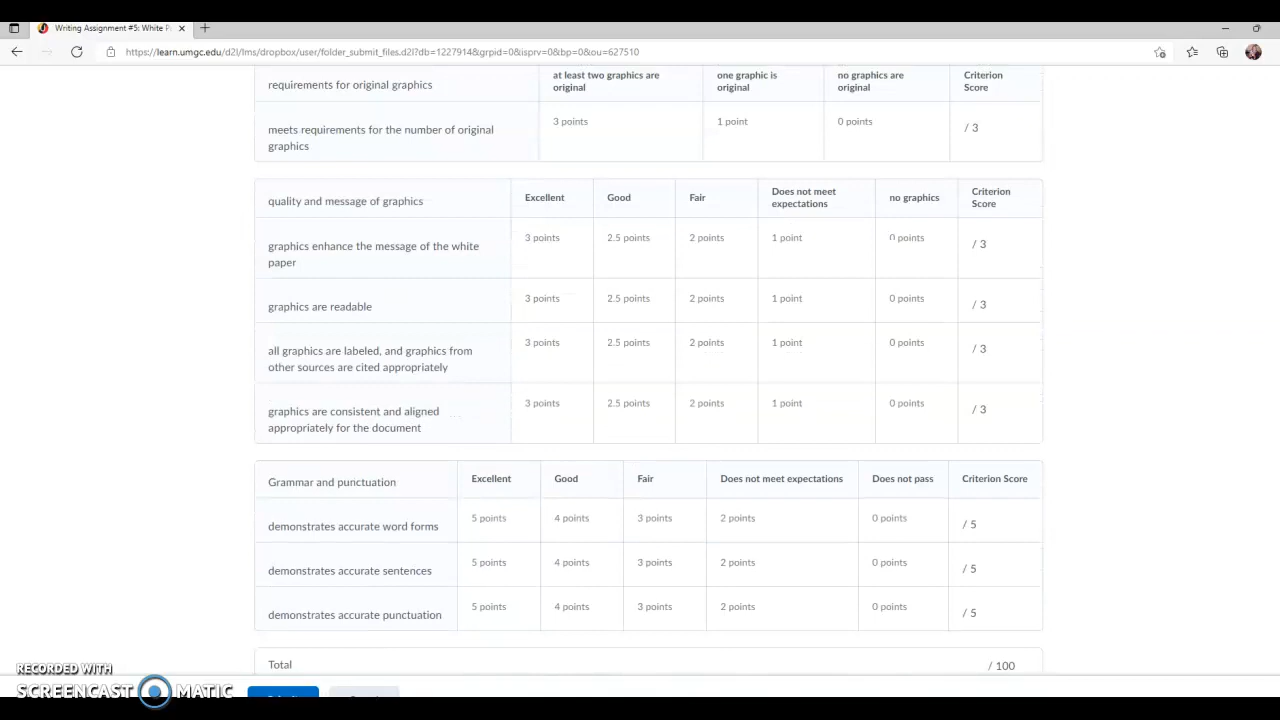 Writing Assignment #5: White P
https://learn.umgc.edu/d2l/lms/dropbox/user/folder_submit_files.d2l?db=1227914&grpid=0&isprv=0&bp=0&ou=627510
requirements for original graphics
at least two graphics are original
one graphic is original
no graphics are original
Criterion Score
meets requirements for the number of original graphics
3 points
1 point
0 points
/ 3
quality and message of graphics
Excellent
Good
Fair
Does not meet expectations
no graphics
Criterion Score
graphics enhance the message of the white paper
3 points
2.5 points
2 points
1 point
0 points
/ 3
graphics are readable
3 points
2.5 points
2 points
1 point
0 points
/ 3
all graphics are labeled, and graphics from other sources are cited appropriately
3 points
2.5 points
2 points
1 point
0 points
/ 3
graphics are consistent and aligned appropriately for the document
3 points
2.5 points
2 points
1 point
0 points
/ 3
Grammar and punctuation
Excellent
Good
Fair
Does not meet expectations
Does not pass
Criterion Score
demonstrates accurate word forms
5 points
4 points
3 points
2 points
0 points
/ 5
demonstrates accurate sentences
5 points
4 points
3 points
2 points
0 points
/ 5
demonstrates accurate punctuation
5 points
4 points
3 points
2 points
0 points
/ 5
Total
/ 100
RECORDED WITH
SCREENCAST MATIC